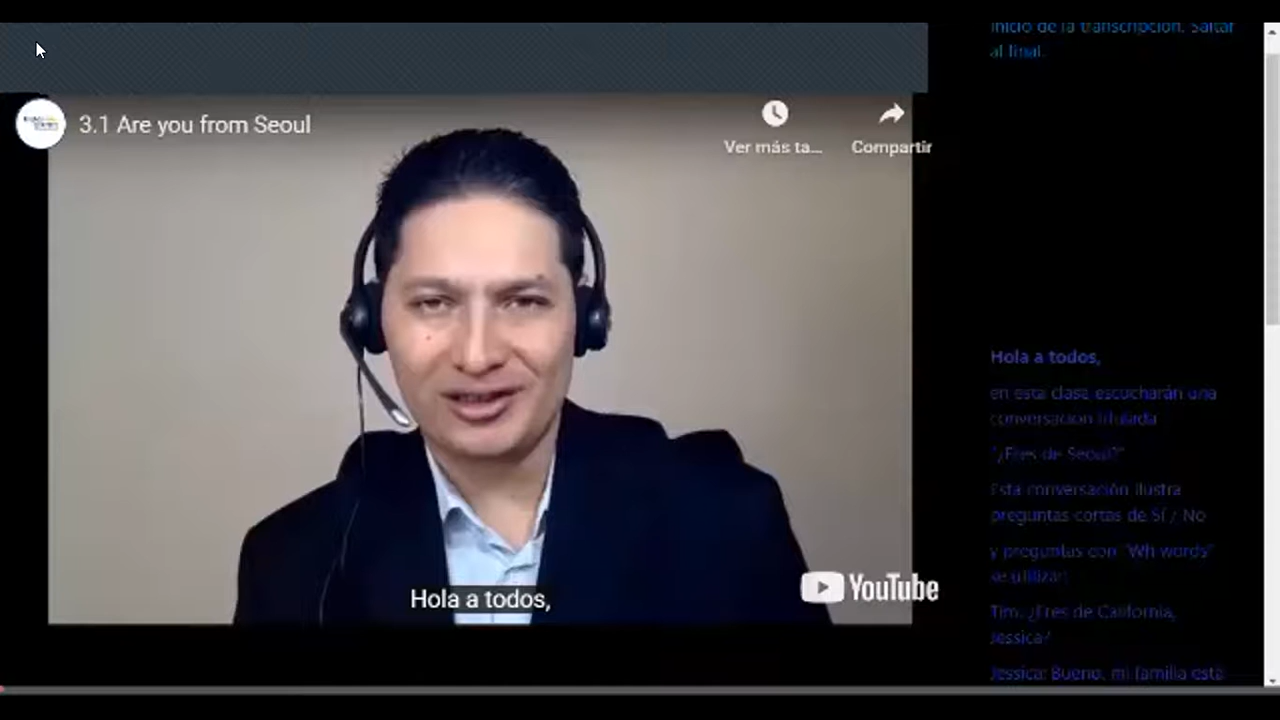 3.1 Are you from Seoul
Ver más ta...
Compartir
Hola a todos,
YouTube
inicio de la transcripción. Saltar
al final.
Hola a todos,
en esta clase escucharán una
conversación titulada
"¿Eres de Seoul?"
Esta conversación ilustra
preguntas cortas de Sí / No
y preguntas con "Wh words"
se utilizan
Tim: ¿Eres de California,
Jessica?
Jessica: Bueno, mi familia está